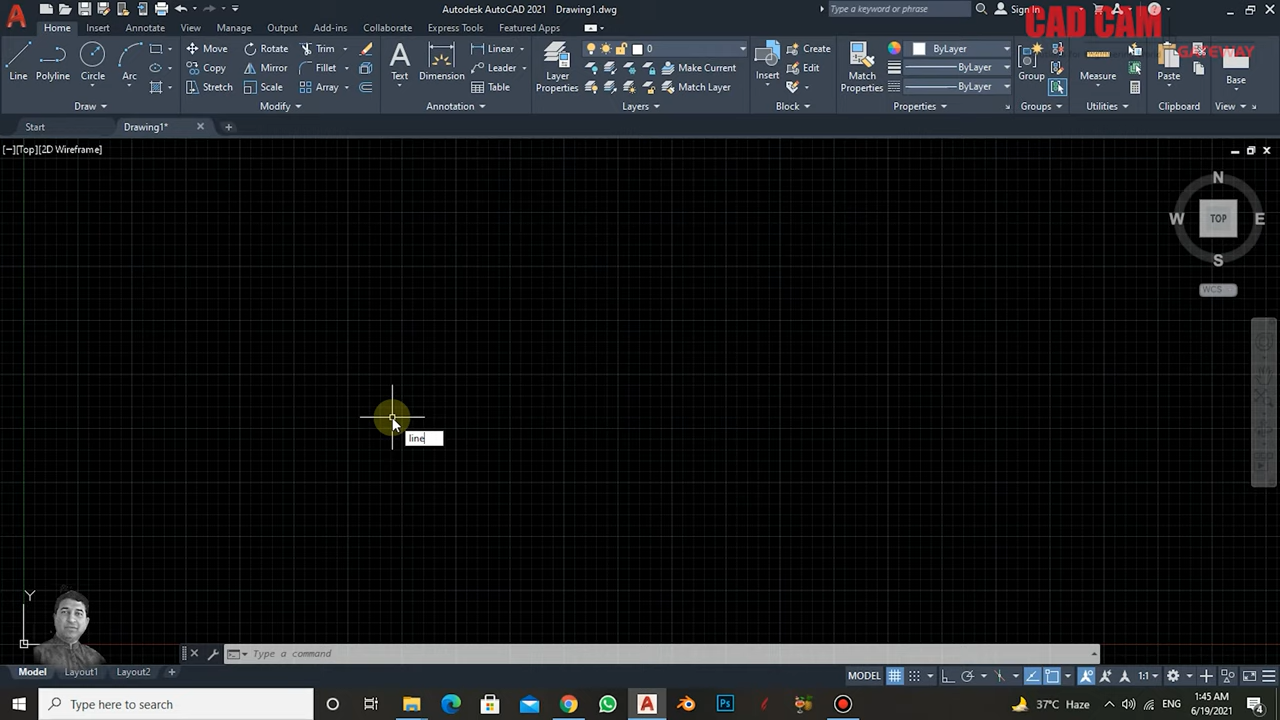 Autodesk AutoCAD 2021 Drawing1.dwg
Type a keyword or phrase
Sign In
CAD CAM
GATEWAY
Home Insert Annotate View Manage Output Add-ins Collaborate Express Tools Featured Apps
Line Polyline Circle Arc
Move Rotate Trim
Copy Mirror Fillet
Stretch Scale Array
Text Dimension
Linear
Leader
Table
Layer Properties
0
Make Current
Match Layer
Insert
Create
Edit
Match Properties
ByLayer
ByLayer
ByLayer
Group
Measure
Paste
Base
Draw Modify Annotation Layers Block Properties Groups Utilities Clipboard View
Start Drawing1*
[−][Top][2D Wireframe]
N
W TOP E
S
WCS
line
Y
Type a command
Model Layout1 Layout2
MODEL
1:1
Type here to search
Ps
37°C Haze
ENG
1:45 AM
6/19/2021
4